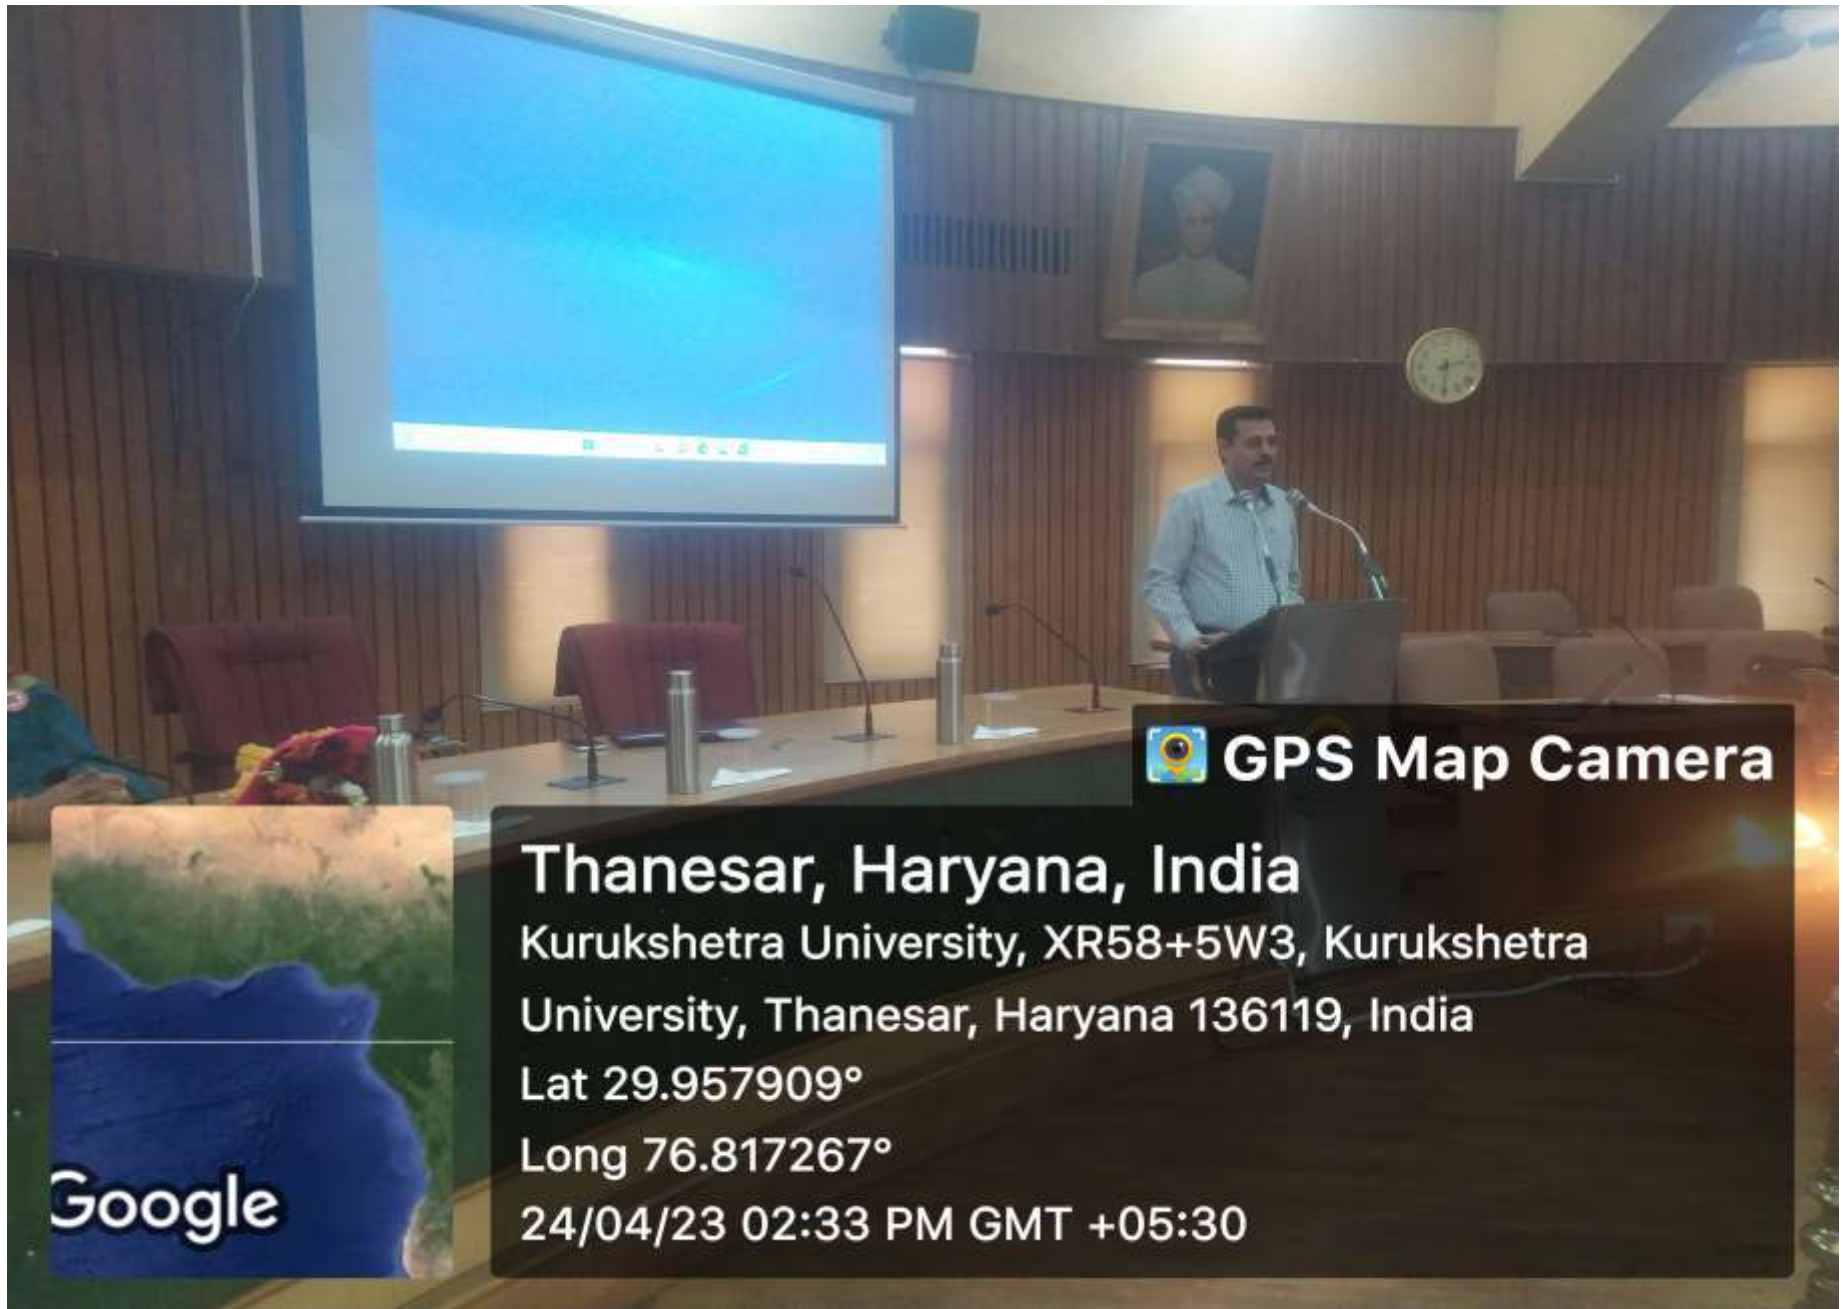 GPS Map Camera
Thanesar, Haryana, India
Kurukshetra University, XR58+5W3, Kurukshetra
University, Thanesar, Haryana 136119, India
Lat 29.957909°
Long 76.817267°
24/04/23 02:33 PM GMT +05:30
Google